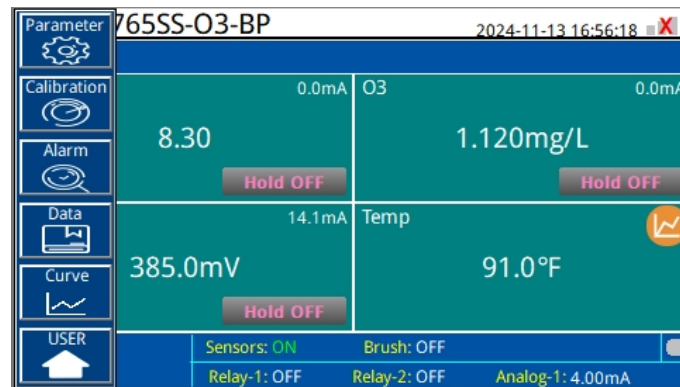 Parameter
765SS-O3-BP
2024-11-13 16:56:18
X
Calibration
0.0mA
O3
0.0mA
8.30
1.120mg/L
Alarm
Hold OFF
Hold OFF
Data
14.1mA
Temp
385.0mV
91.0°F
Curve
Hold OFF
USER
Sensors: ON
Brush: OFF
Relay-1: OFF
Relay-2: OFF
Analog-1: 4.00mA